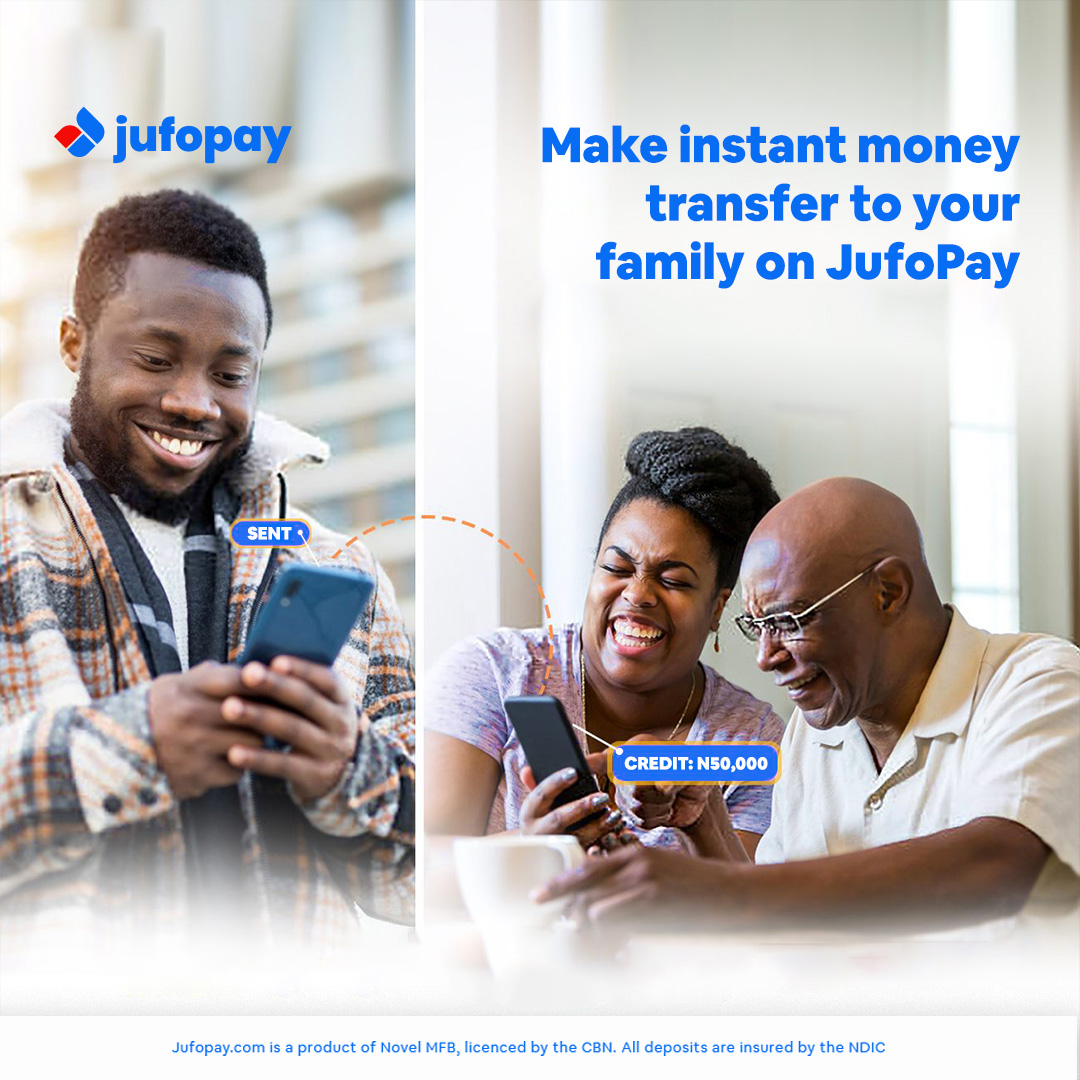 jufopay
Make instant money
transfer to your
family on JufoPay
SENT
CREDIT: N50,000
Jufopay.com is a product of Novel MFB, licenced by the CBN. All deposits are insured by the NDIC